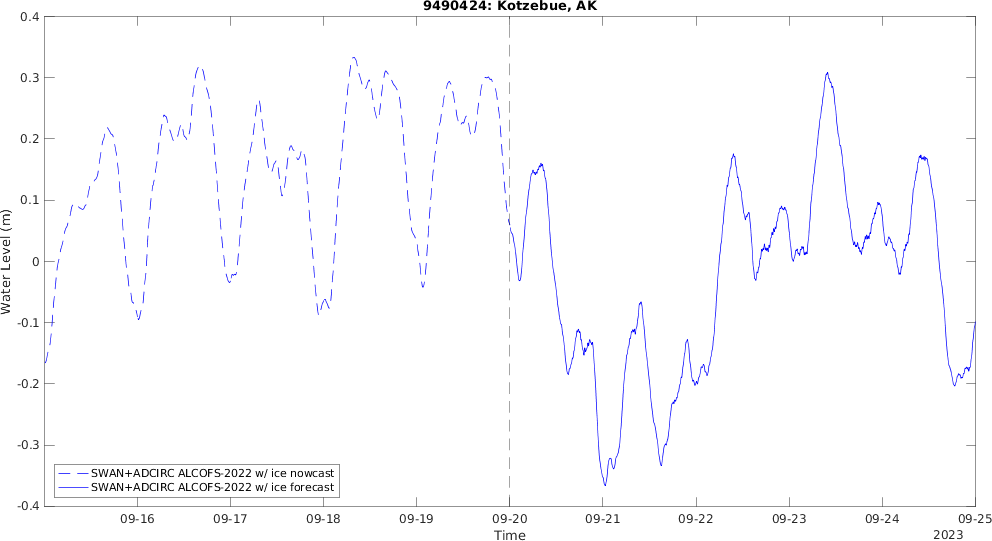 9490424: Kotzebue, AK
0.4
0.3
0.2
0.1
0
-0.1
-0.2
-0.3
-0.4
Water Level (m)
SWAN+ADCIRC ALCOFS-2022 w/ ice nowcast
SWAN+ADCIRC ALCOFS-2022 w/ ice forecast
09-16 09-17 09-18 09-19 09-20 09-21 09-22 09-23 09-24 09-25
Time
2023